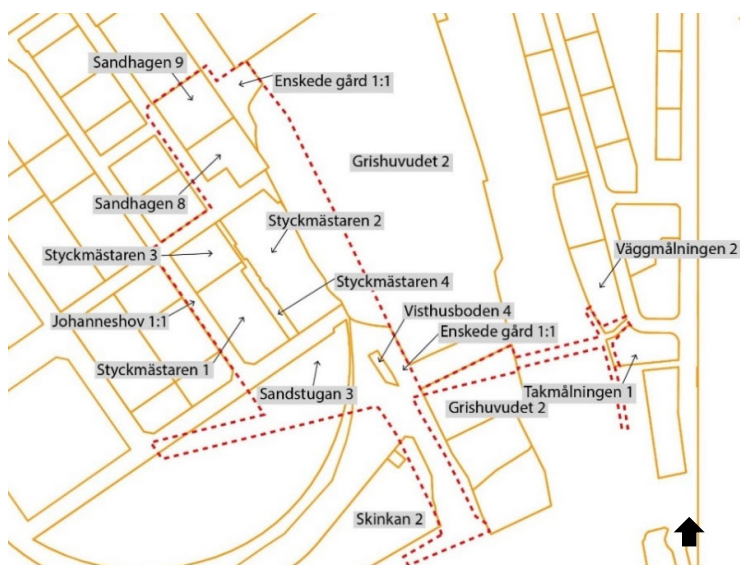 Sandhagen 9
Enskede gård 1:1
Grishuvudet 2
Sandhagen 8
Styckmästaren 2
Styckmästaren 3
Väggmålningen 2
Styckmästaren 4
Visthusboden 4
Johanneshov 1:1
Enskede gård 1:1
Styckmästaren 1
Sandstugan 3
Takmålningen 1
Grishuvudet 2
Skinkan 2